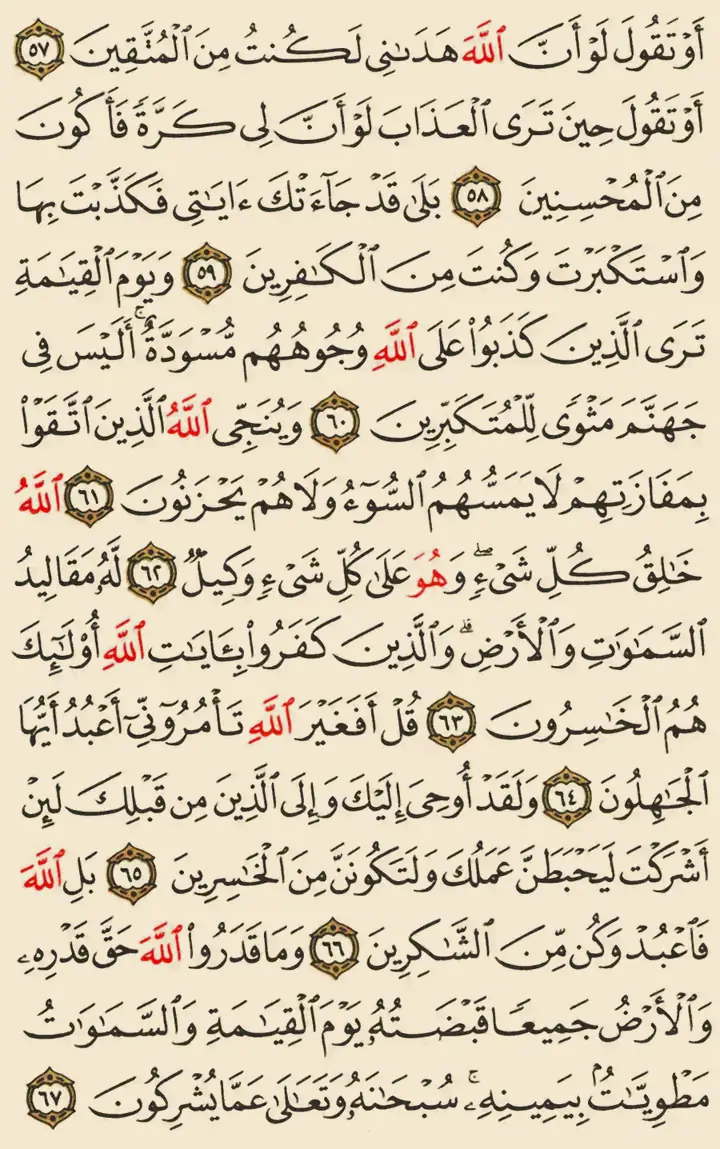 أَوۡ تَقُولَ لَوۡ أَنَّ ٱللَّهَ هَدَىٰنِي لَكُنتُ مِنَ ٱلۡمُتَّقِينَ ٥٧
أَوۡ تَقُولَ حِينَ تَرَى ٱلۡعَذَابَ لَوۡ أَنَّ لِي كَرَّةٗ فَأَكُونَ
مِنَ ٱلۡمُحۡسِنِينَ ٥٨ بَلَىٰ قَدۡ جَآءَتۡكَ ءَايَٰتِي فَكَذَّبۡتَ بِهَا
وَٱسۡتَكۡبَرۡتَ وَكُنتَ مِنَ ٱلۡكَٰفِرِينَ ٥٩ وَيَوۡمَ ٱلۡقِيَٰمَةِ
تَرَى ٱلَّذِينَ كَذَبُواْ عَلَى ٱللَّهِ وُجُوهُهُم مُّسۡوَدَّةٌۚ أَلَيۡسَ فِي
جَهَنَّمَ مَثۡوٗى لِّلۡمُتَكَبِّرِينَ ٦٠ وَيُنَجِّي ٱللَّهُ ٱلَّذِينَ ٱتَّقَوۡاْ
بِمَفَازَتِهِمۡ لَا يَمَسُّهُمُ ٱلسُّوٓءُ وَلَا هُمۡ يَحۡزَنُونَ ٦١ ٱللَّهُ
خَٰلِقُ كُلِّ شَيۡءٖۖ وَهُوَ عَلَىٰ كُلِّ شَيۡءٖ وَكِيلٞ ٦٢ لَّهُۥ مَقَالِيدُ
ٱلسَّمَٰوَٰتِ وَٱلۡأَرۡضِۗ وَٱلَّذِينَ كَفَرُواْ بِـَٔايَٰتِ ٱللَّهِ أُوْلَٰٓئِكَ
هُمُ ٱلۡخَٰسِرُونَ ٦٣ قُلۡ أَفَغَيۡرَ ٱللَّهِ تَأۡمُرُوٓنِّيٓ أَعۡبُدُ أَيُّهَا
ٱلۡجَٰهِلُونَ ٦٤ وَلَقَدۡ أُوحِيَ إِلَيۡكَ وَإِلَى ٱلَّذِينَ مِن قَبۡلِكَ لَئِنۡ
أَشۡرَكۡتَ لَيَحۡبَطَنَّ عَمَلُكَ وَلَتَكُونَنَّ مِنَ ٱلۡخَٰسِرِينَ ٦٥ بَلِ ٱللَّهَ
فَٱعۡبُدۡ وَكُن مِّنَ ٱلشَّٰكِرِينَ ٦٦ وَمَا قَدَرُواْ ٱللَّهَ حَقَّ قَدۡرِهِۦ
وَٱلۡأَرۡضُ جَمِيعٗا قَبۡضَتُهُۥ يَوۡمَ ٱلۡقِيَٰمَةِ وَٱلسَّمَٰوَٰتُ
مَطۡوِيَّٰتُۢ بِيَمِينِهِۦۚ سُبۡحَٰنَهُۥ وَتَعَٰلَىٰ عَمَّا يُشۡرِكُونَ ٦٧